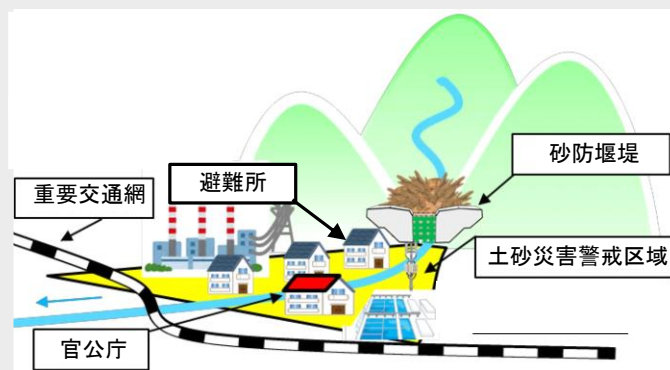 砂防堰堤
避難所
重要交通網
土砂災害警戒区域
官公庁